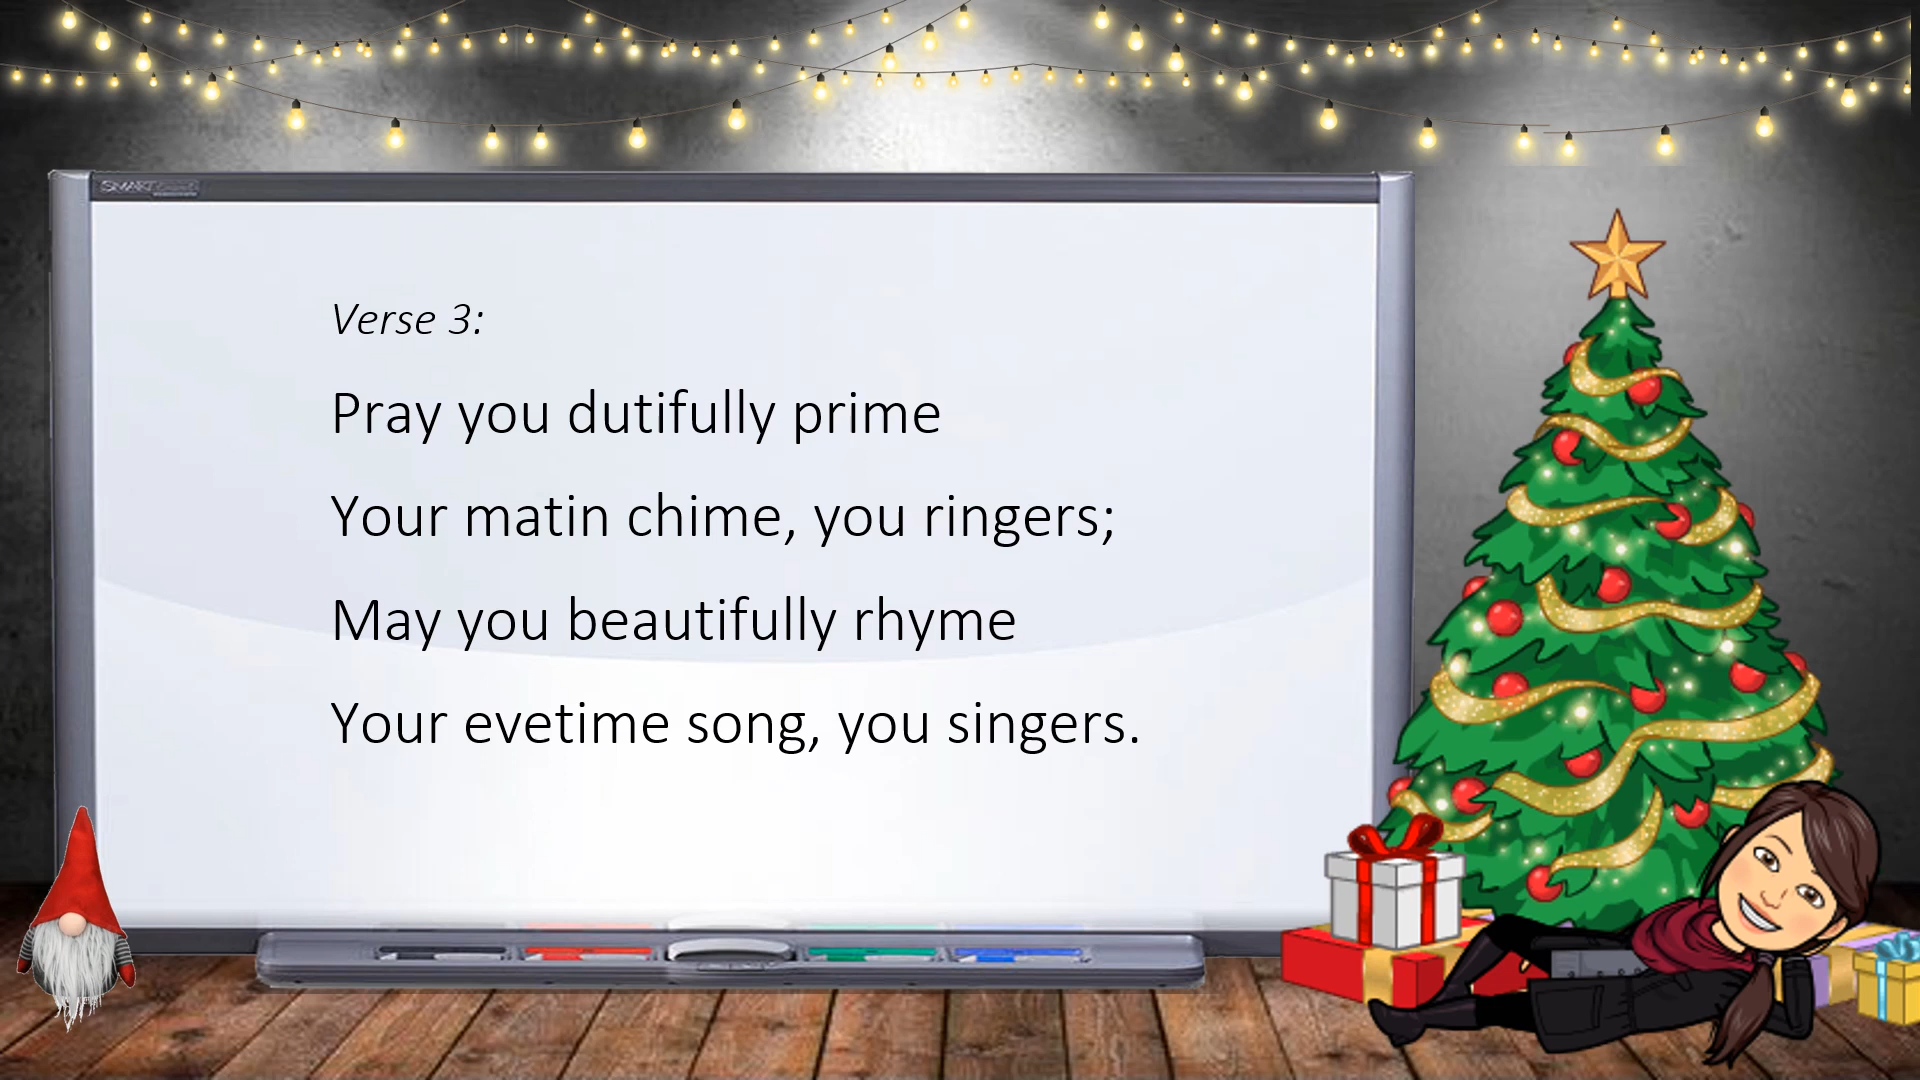 SMART
Verse 3:
Pray you dutifully prime
Your matin chime, you ringers;
May you beautifully rhyme
Your evetime song, you singers.